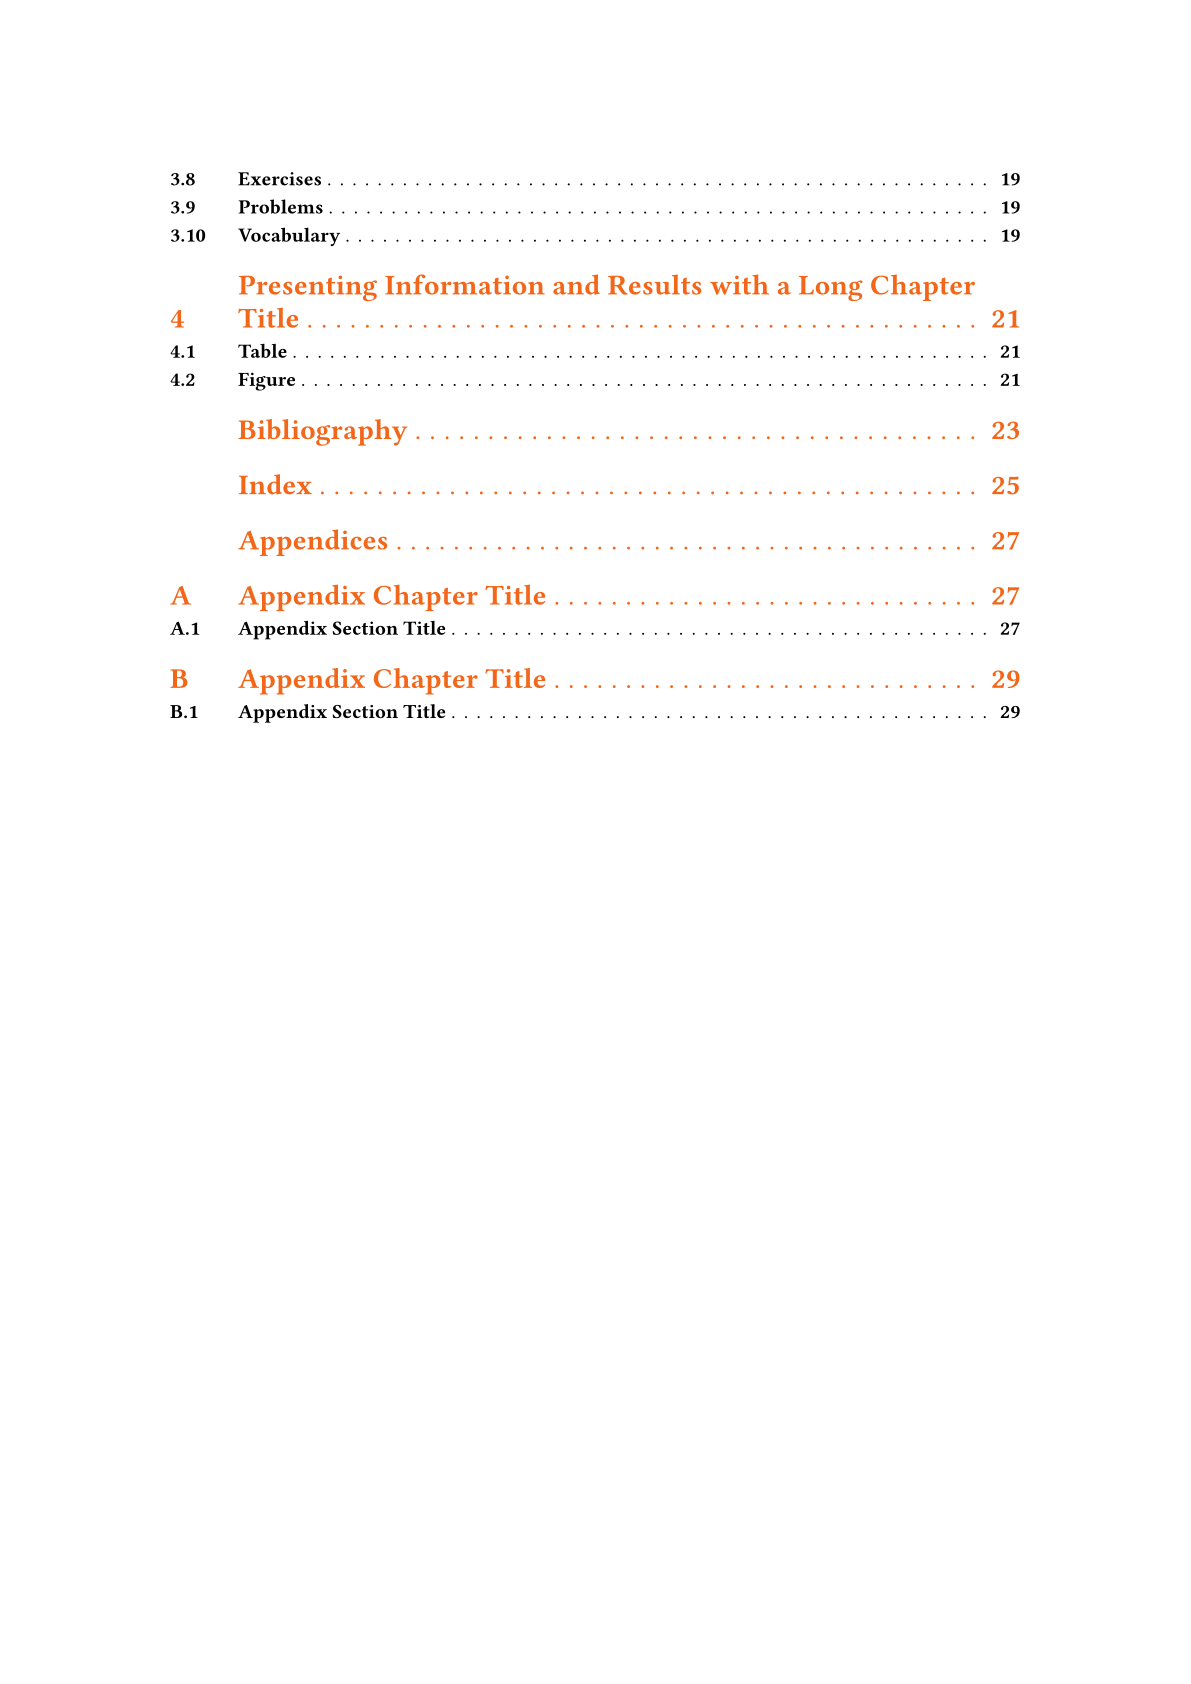 3.8 Exercises . . . . . . . . . . . . . . . . . . . . . . . . . . . . . . . . . . . . . . . . . . . . . . . . . . . . . 19
3.9 Problems . . . . . . . . . . . . . . . . . . . . . . . . . . . . . . . . . . . . . . . . . . . . . . . . . . . . . 19
3.10 Vocabulary . . . . . . . . . . . . . . . . . . . . . . . . . . . . . . . . . . . . . . . . . . . . . . . . . . . . 19
Presenting Information and Results with a Long Chapter
4 Title . . . . . . . . . . . . . . . . . . . . . . . . . . . . . . . . . . . . . . . . . . . . . . . 21
4.1 Table . . . . . . . . . . . . . . . . . . . . . . . . . . . . . . . . . . . . . . . . . . . . . . . . . . . . . . . . 21
4.2 Figure . . . . . . . . . . . . . . . . . . . . . . . . . . . . . . . . . . . . . . . . . . . . . . . . . . . . . . . 21
Bibliography . . . . . . . . . . . . . . . . . . . . . . . . . . . . . . . . . . . . . . . 23
Index . . . . . . . . . . . . . . . . . . . . . . . . . . . . . . . . . . . . . . . . . . . . . . 25
Appendices . . . . . . . . . . . . . . . . . . . . . . . . . . . . . . . . . . . . . . . . . 27
A Appendix Chapter Title . . . . . . . . . . . . . . . . . . . . . . . . . . . . . . 27
A.1 Appendix Section Title . . . . . . . . . . . . . . . . . . . . . . . . . . . . . . . . . . . . . . . . . . . 27
B Appendix Chapter Title . . . . . . . . . . . . . . . . . . . . . . . . . . . . . . 29
B.1 Appendix Section Title . . . . . . . . . . . . . . . . . . . . . . . . . . . . . . . . . . . . . . . . . . . 29